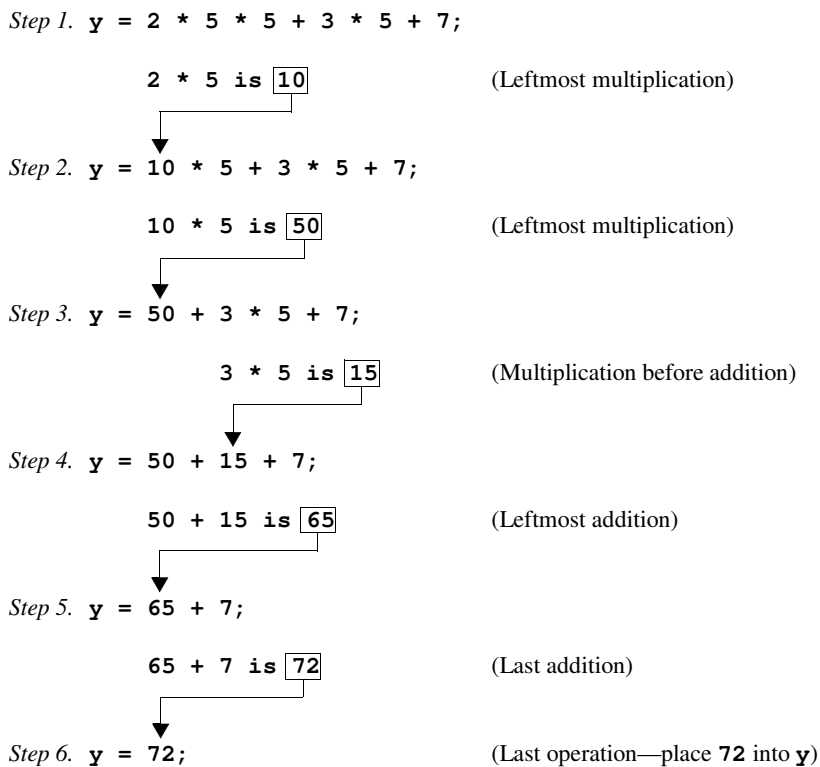 Step 1. y = 2 * 5 * 5 + 3 * 5 + 7;
2 * 5 is 10 (Leftmost multiplication)
Step 2. y = 10 * 5 + 3 * 5 + 7;
10 * 5 is 50 (Leftmost multiplication)
Step 3. y = 50 + 3 * 5 + 7;
3 * 5 is 15 (Multiplication before addition)
Step 4. y = 50 + 15 + 7;
50 + 15 is 65 (Leftmost addition)
Step 5. y = 65 + 7;
65 + 7 is 72 (Last addition)
Step 6. y = 72; (Last operation—place 72 into y)